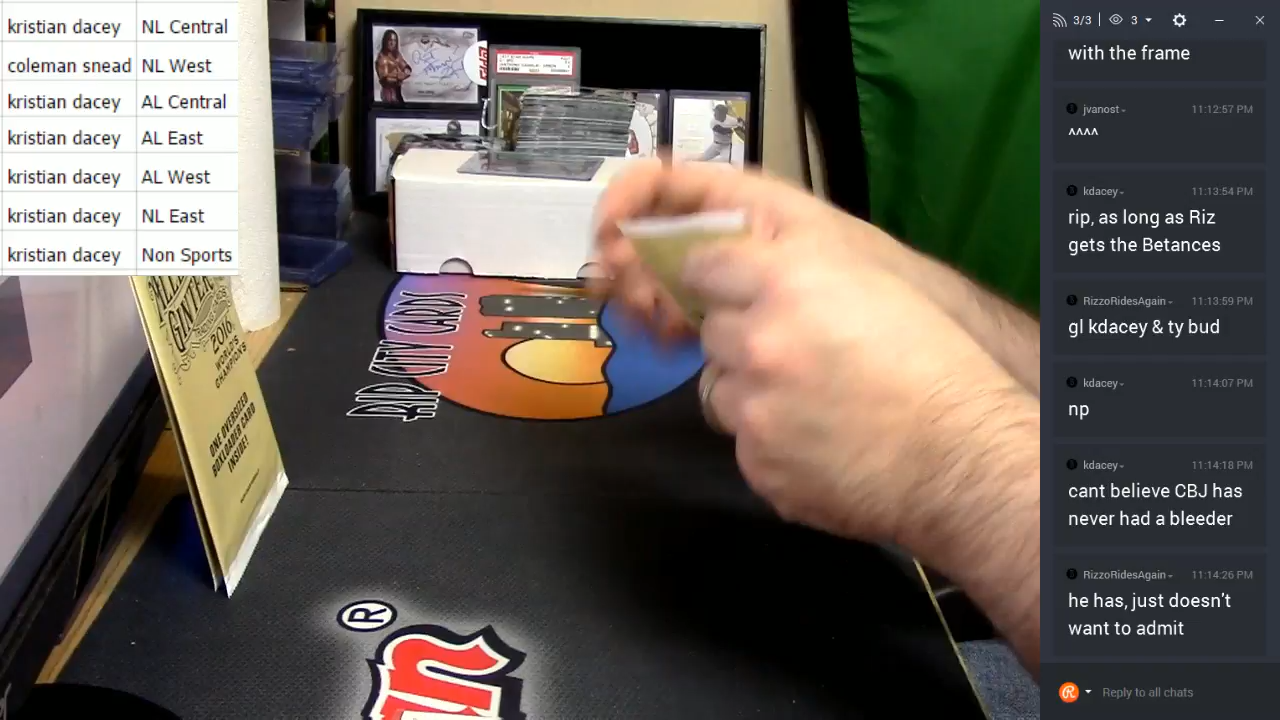 kristian dacey NL Central
coleman snead NL West
kristian dacey AL Central
kristian dacey AL East
kristian dacey AL West
kristian dacey NL East
kristian dacey Non Sports
GINTER
2016
WORLD'S
CHAMPIONS
ONE OVERSIZED
BOXLOADER CARD
INSIDE!
RIP CITY CARDS
®
3/3 3
with the frame
jvanost 11:12:57 PM
^^^^
kdacey 11:13:54 PM
rip, as long as Riz
gets the Betances
RizzoRidesAgain 11:13:59 PM
gl kdacey & ty bud
kdacey 11:14:07 PM
np
kdacey 11:14:18 PM
cant believe CBJ has
never had a bleeder
RizzoRidesAgain 11:14:26 PM
he has, just doesn't
want to admit
Reply to all chats